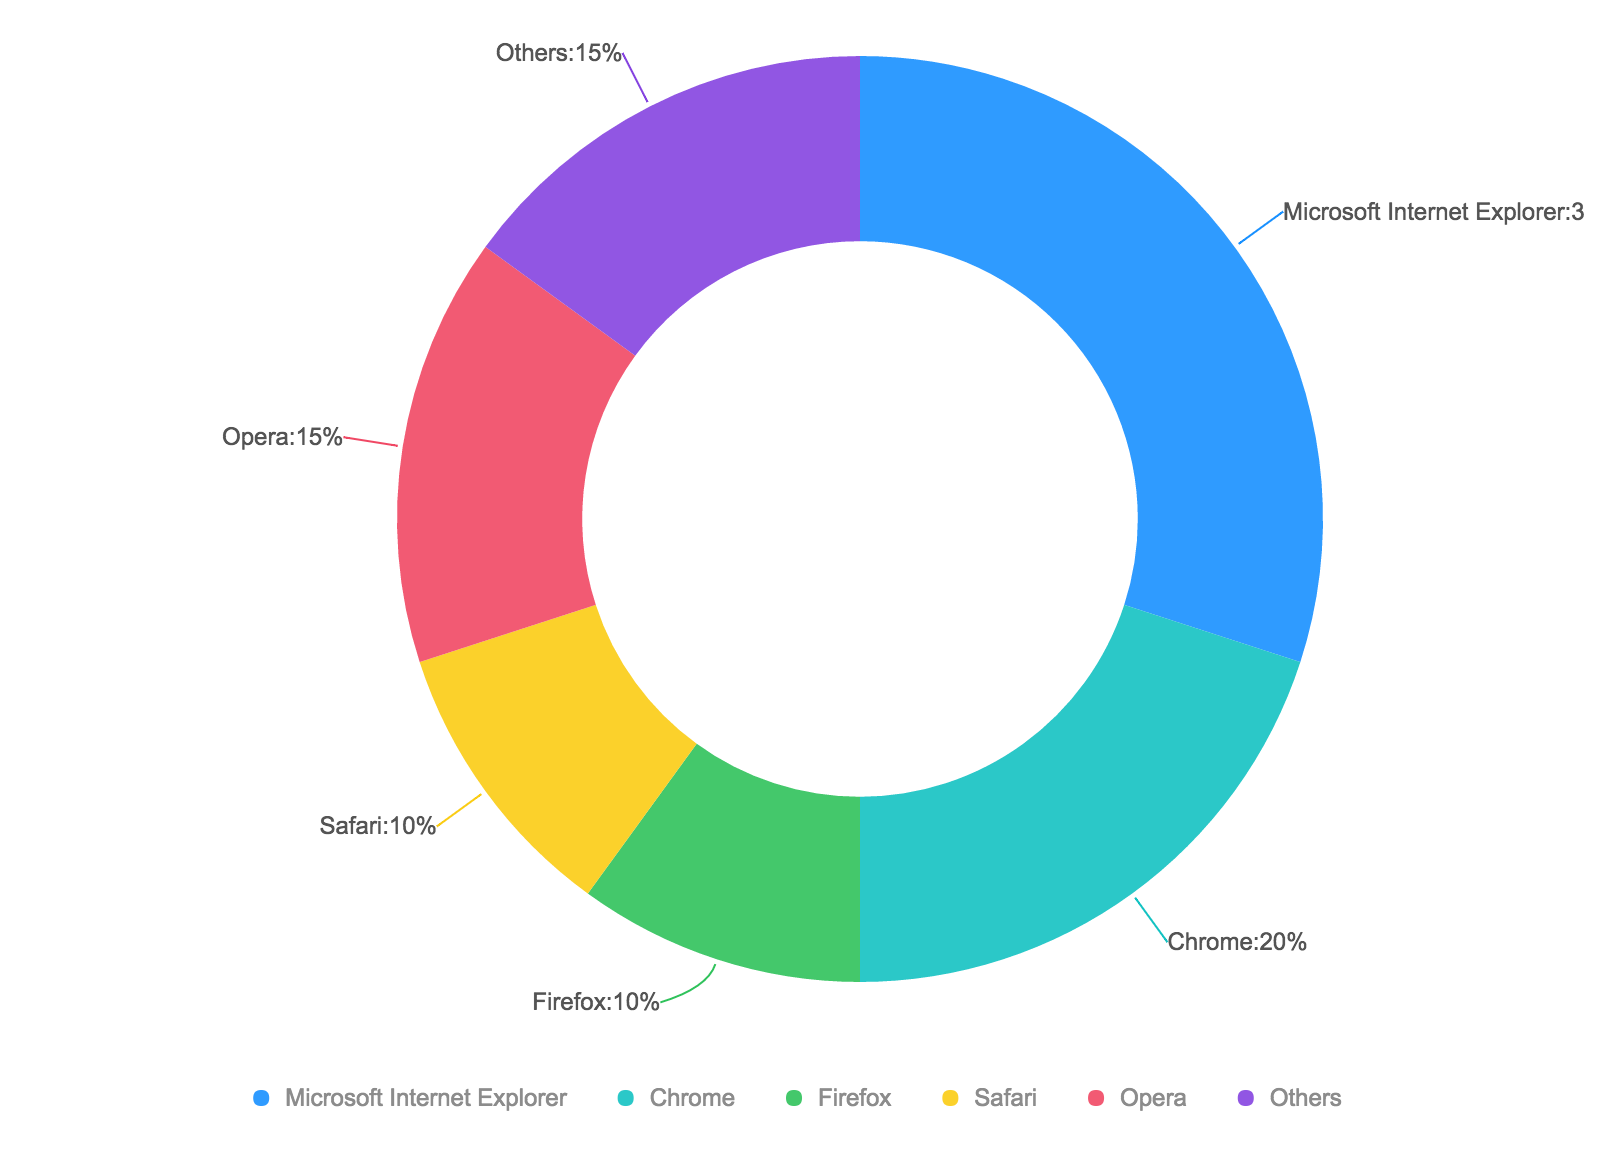 Others:15%
Microsoft Internet Explorer:3
Opera:15%
Safari:10%
Chrome:20%
Firefox:10%
Microsoft Internet Explorer
Chrome
Firefox
Safari
Opera
Others